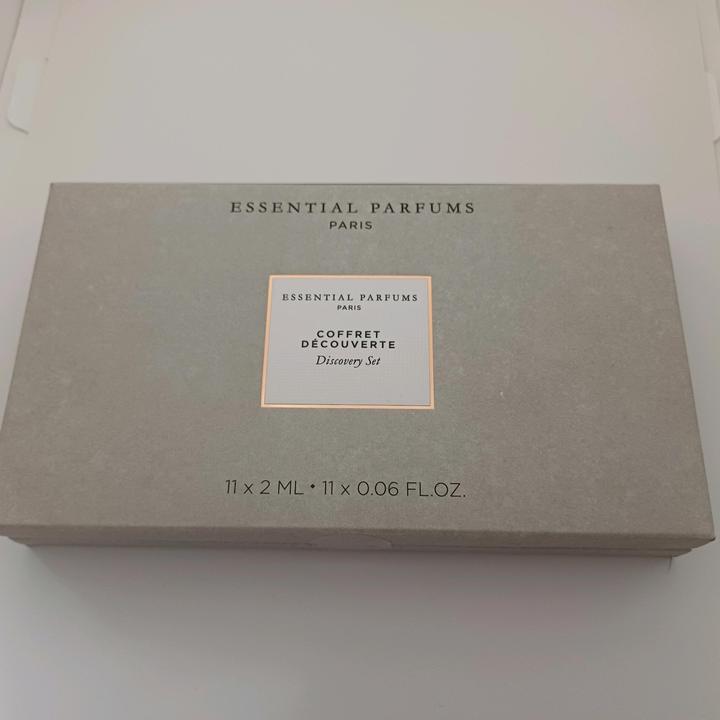 ESSENTIAL PARFUMS
PARIS
ESSENTIAL PARFUMS
PARIS
COFFRET
DÉCOUVERTE
Discovery Set
11 x 2 ML • 11 x 0.06 FL.OZ.